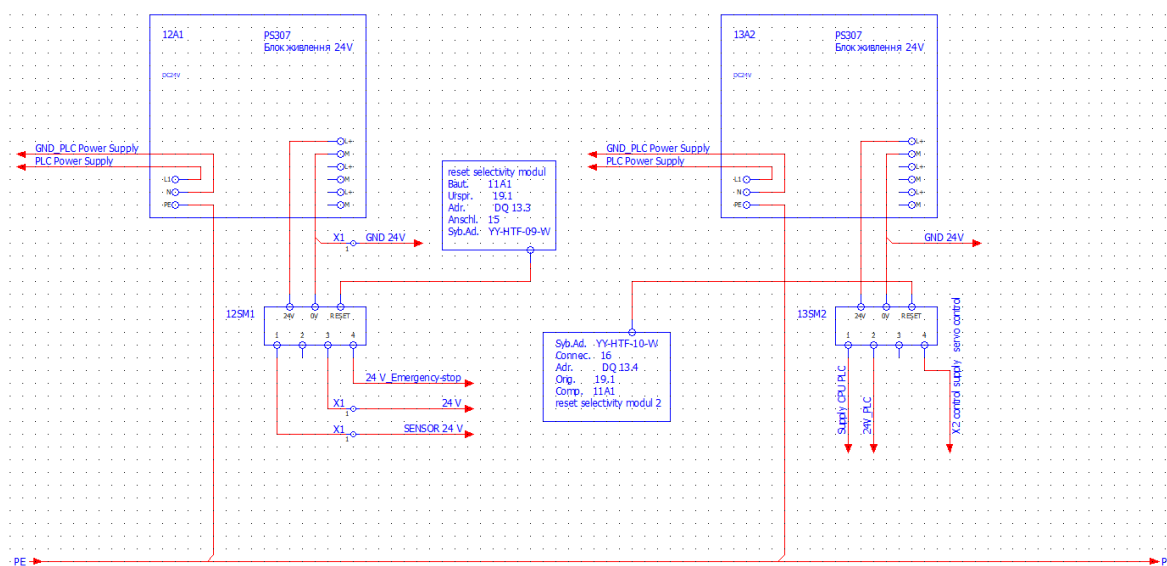 12A1
PS307
Блок живлення 24V
DC24V
GND_PLC Power Supply
PLC Power Supply
L1
N
PE
L+
M
L+
M
L+
M
X1
1
GND 24V
reset selectivity modul
Baut. 11A1
Urspr. 19.1
Adr. DQ 13.3
Anschl. 15
Syb.Ad. YY-HTF-09-W
12SM1
24V 0V RESET
1 2 3 4
24 V_Emergency-stop
X1
1
24 V
X1
1
SENSOR 24 V
13A2
PS307
Блок живлення 24V
DC24V
GND_PLC Power Supply
PLC Power Supply
L1
N
PE
L+
M
L+
M
L+
M
GND 24V
Syb.Ad. YY-HTF-10-W
Connec. 16
Adr. DQ 13.4
Orig. 19.1
Comp. 11A1
reset selectivity modul 2
13SM2
24V 0V RESET
1 2 3 4
Supply CPU PLC
24V_PLC
X2 control supply servo control
PE
P